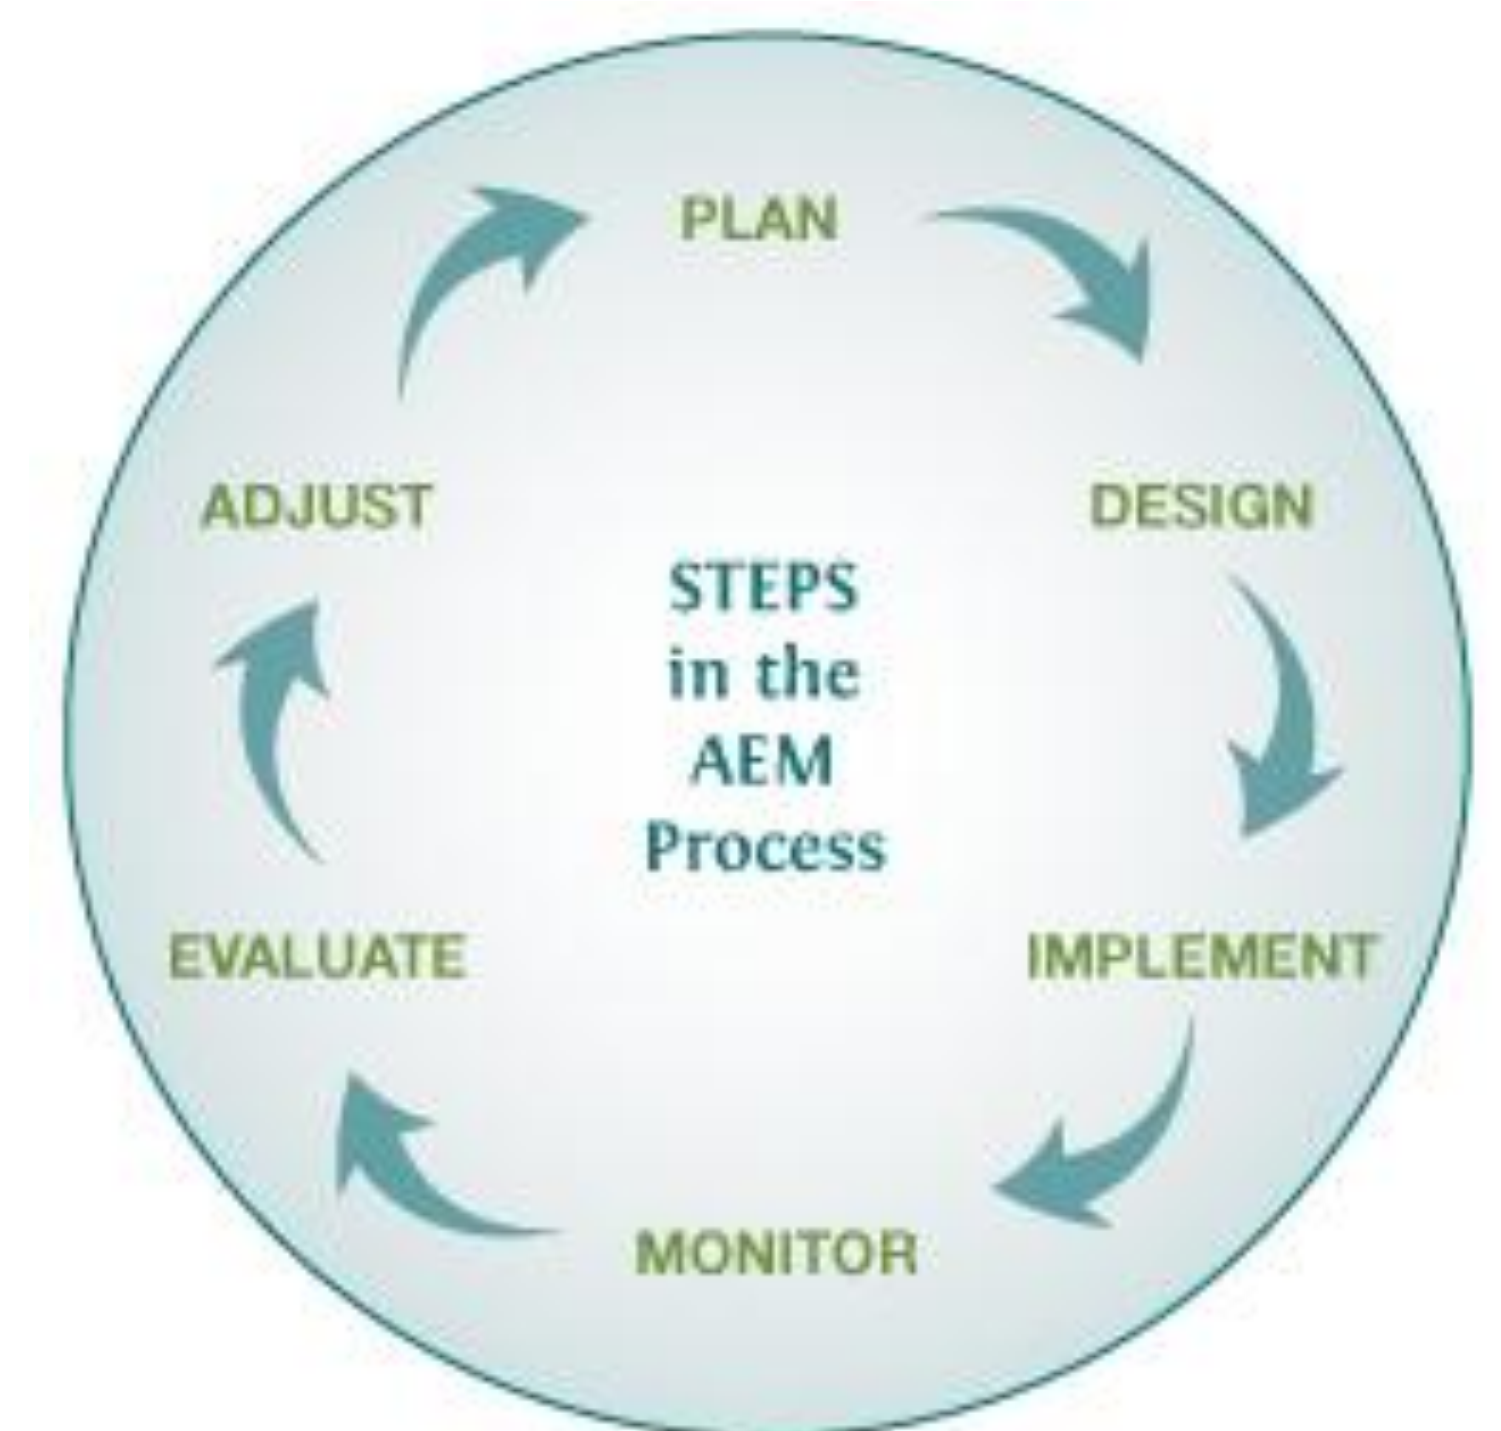 PLAN
DESIGN
IMPLEMENT
MONITOR
EVALUATE
ADJUST
STEPS
in the
AEM
Process